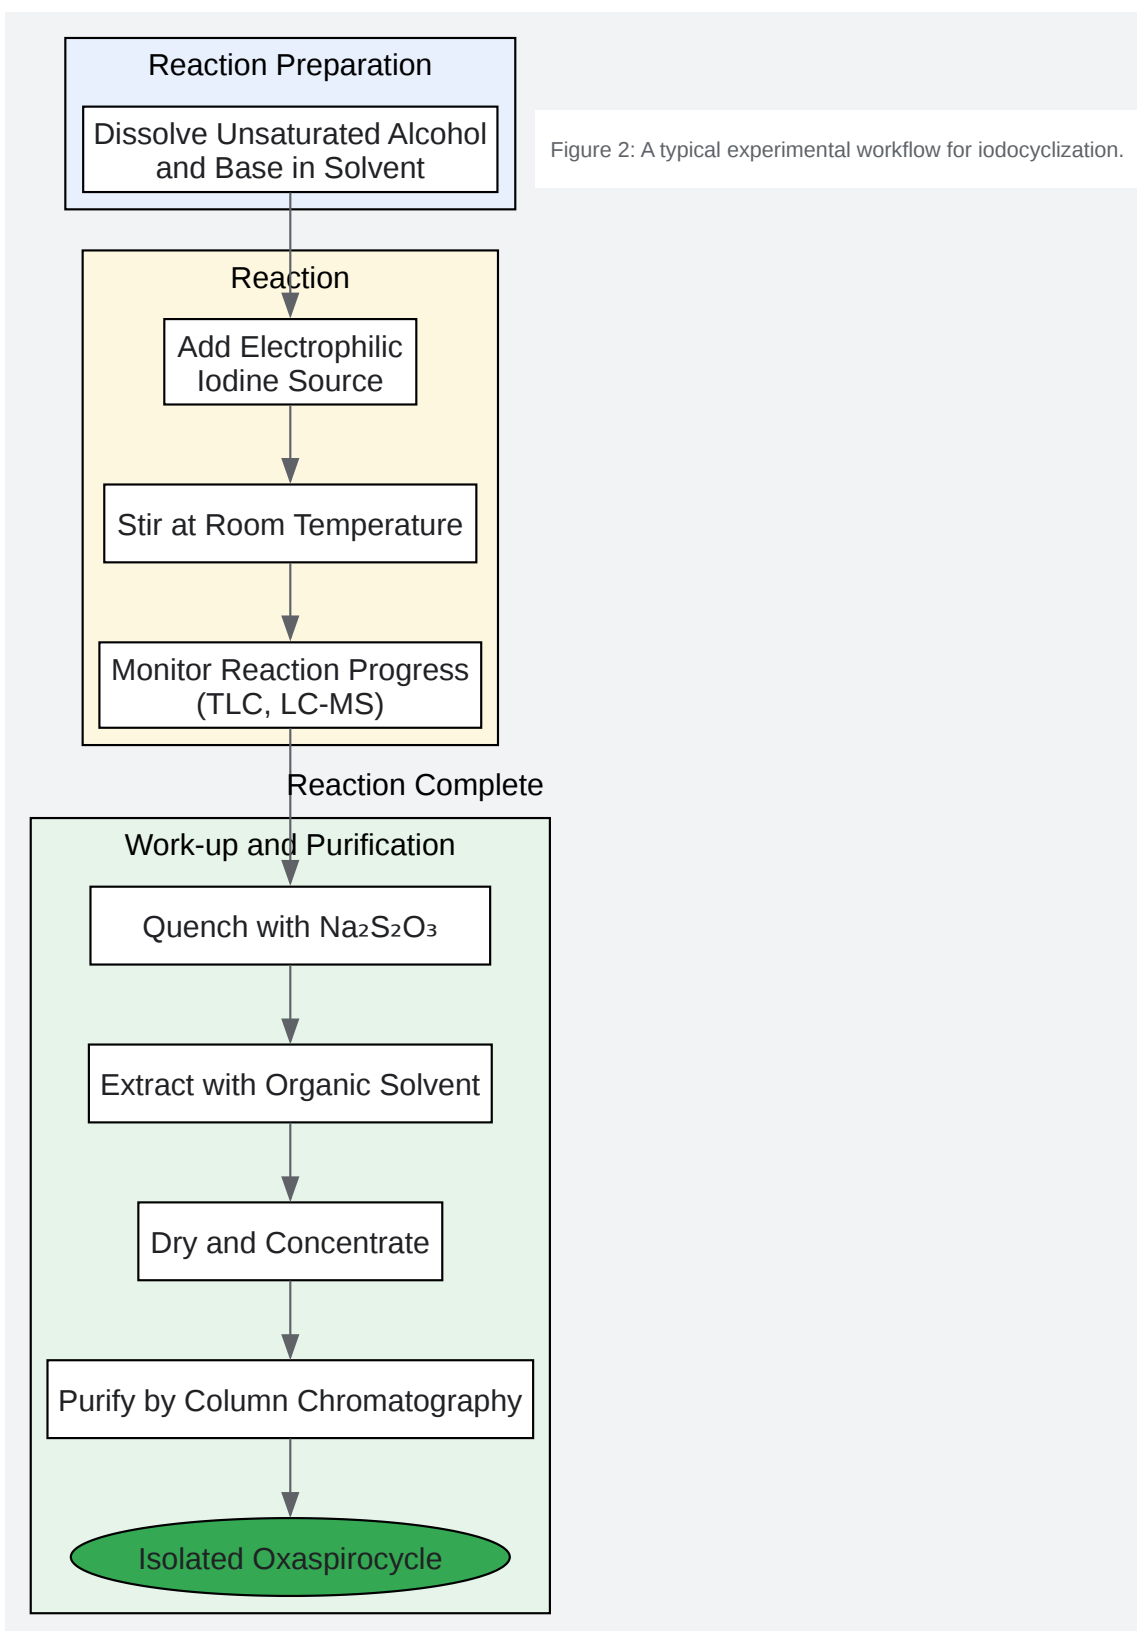 Reaction Preparation
Dissolve Unsaturated Alcohol
and Base in Solvent
Figure 2: A typical experimental workflow for iodocyclization.
Reaction
Add Electrophilic
Iodine Source
Stir at Room Temperature
Monitor Reaction Progress
(TLC, LC-MS)
Reaction Complete
Work-up and Purification
Quench with Na₂S₂O₃
Extract with Organic Solvent
Dry and Concentrate
Purify by Column Chromatography
Isolated Oxaspirocycle